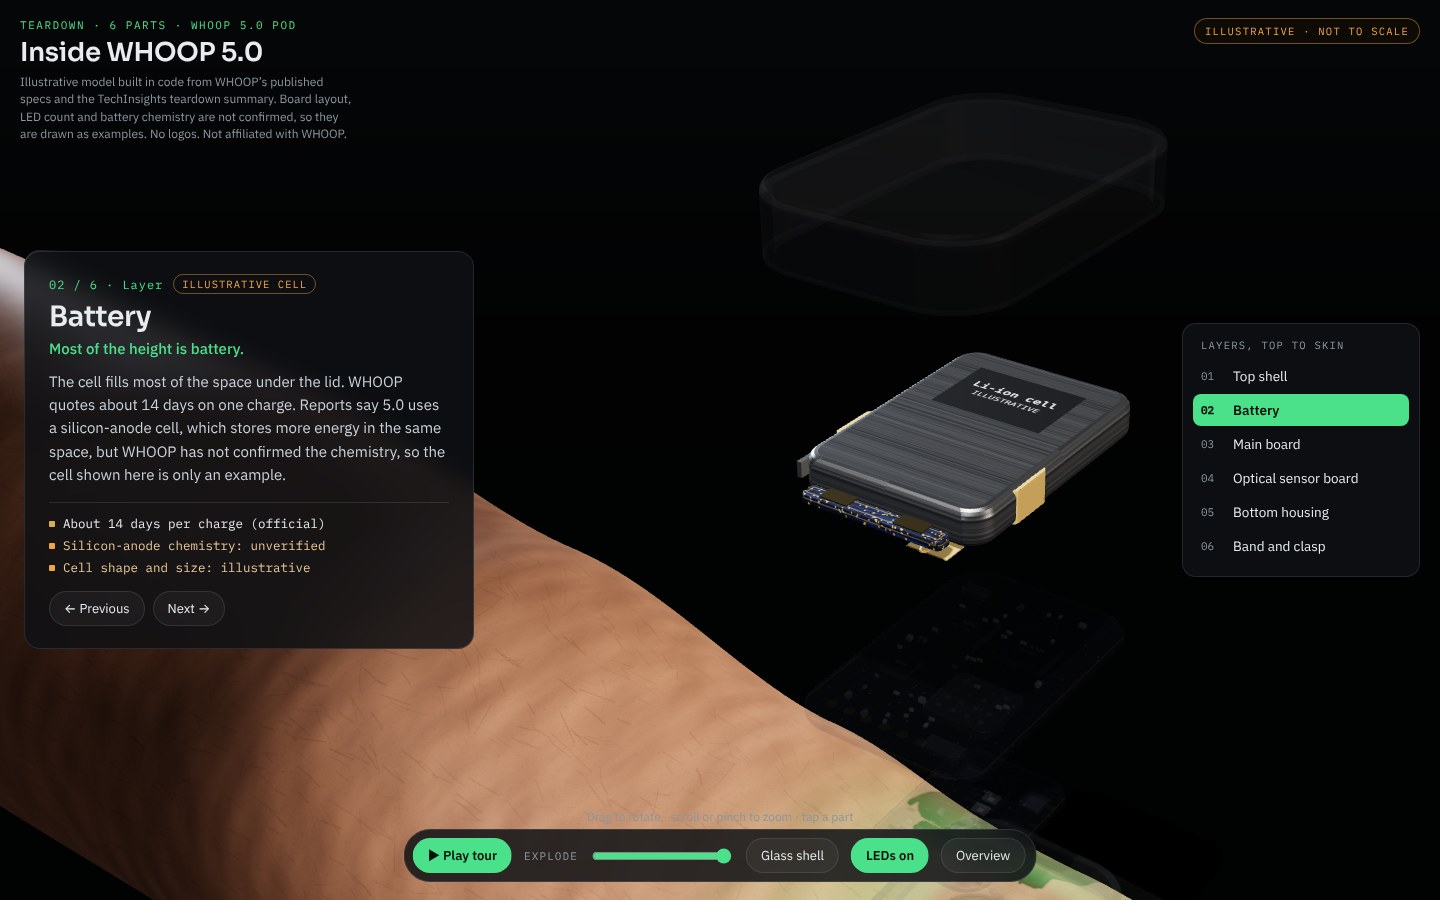 TEARDOWN · 6 PARTS · WHOOP 5.0 POD
Inside WHOOP 5.0
Illustrative model built in code from WHOOP’s published
specs and the TechInsights teardown summary. Board layout,
LED count and battery chemistry are not confirmed, so they
are drawn as examples. No logos. Not affiliated with WHOOP.
ILLUSTRATIVE · NOT TO SCALE
02 / 6 · Layer ILLUSTRATIVE CELL
Battery
Most of the height is battery.
The cell fills most of the space under the lid. WHOOP
quotes about 14 days on one charge. Reports say 5.0 uses
a silicon-anode cell, which stores more energy in the same
space, but WHOOP has not confirmed the chemistry, so the
cell shown here is only an example.
About 14 days per charge (official)
Silicon-anode chemistry: unverified
Cell shape and size: illustrative
← Previous Next →
Li-ion cell
ILLUSTRATIVE
LAYERS, TOP TO SKIN
01 Top shell
02 Battery
03 Main board
04 Optical sensor board
05 Bottom housing
06 Band and clasp
Drag to rotate · scroll or pinch to zoom · tap a part
▶ Play tour EXPLODE Glass shell LEDs on Overview